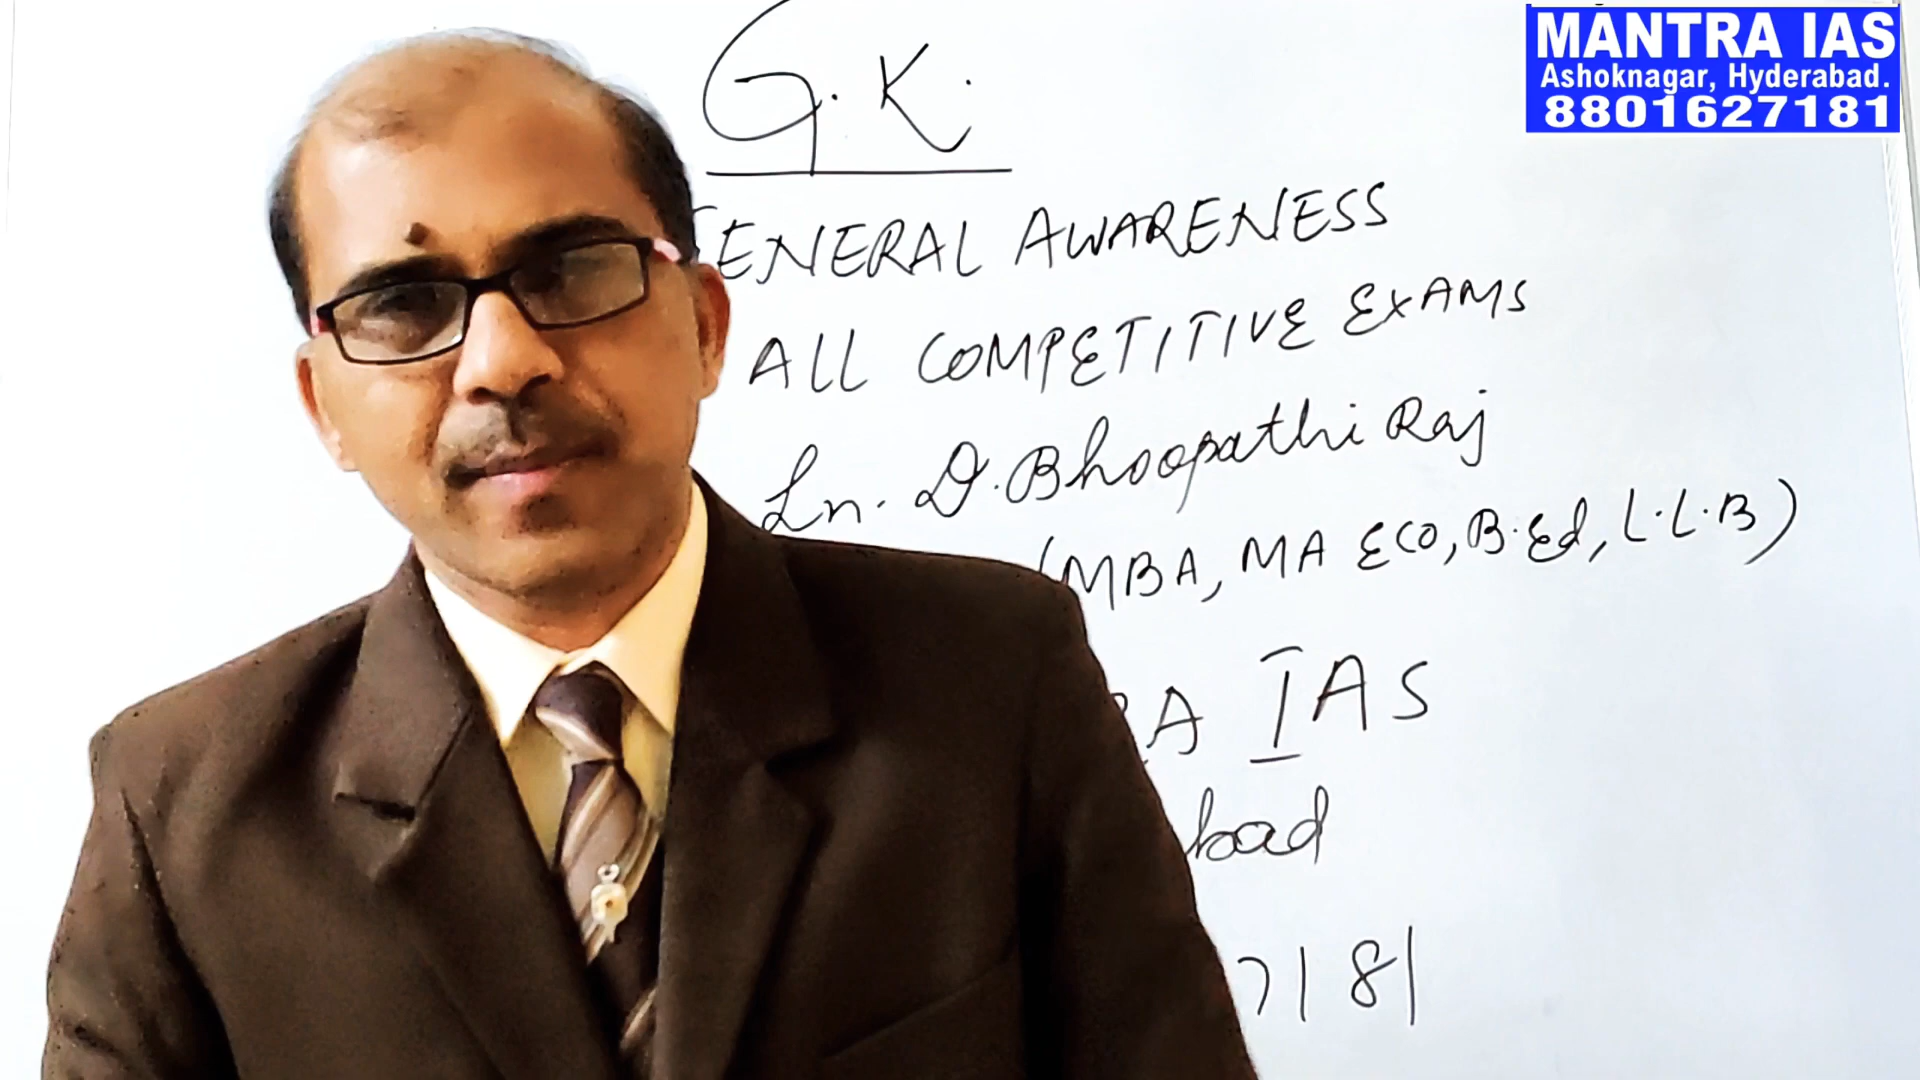 MANTRA IAS
Ashoknagar, Hyderabad.
8801627181
G.K.
ENERAL AWARENESS
ALL COMPETITIVE EXAMS
Ln. D. Bhoopathi Raj
(MBA, MA ECO, B.Ed, L.L.B)
RA IAS
bad
7181